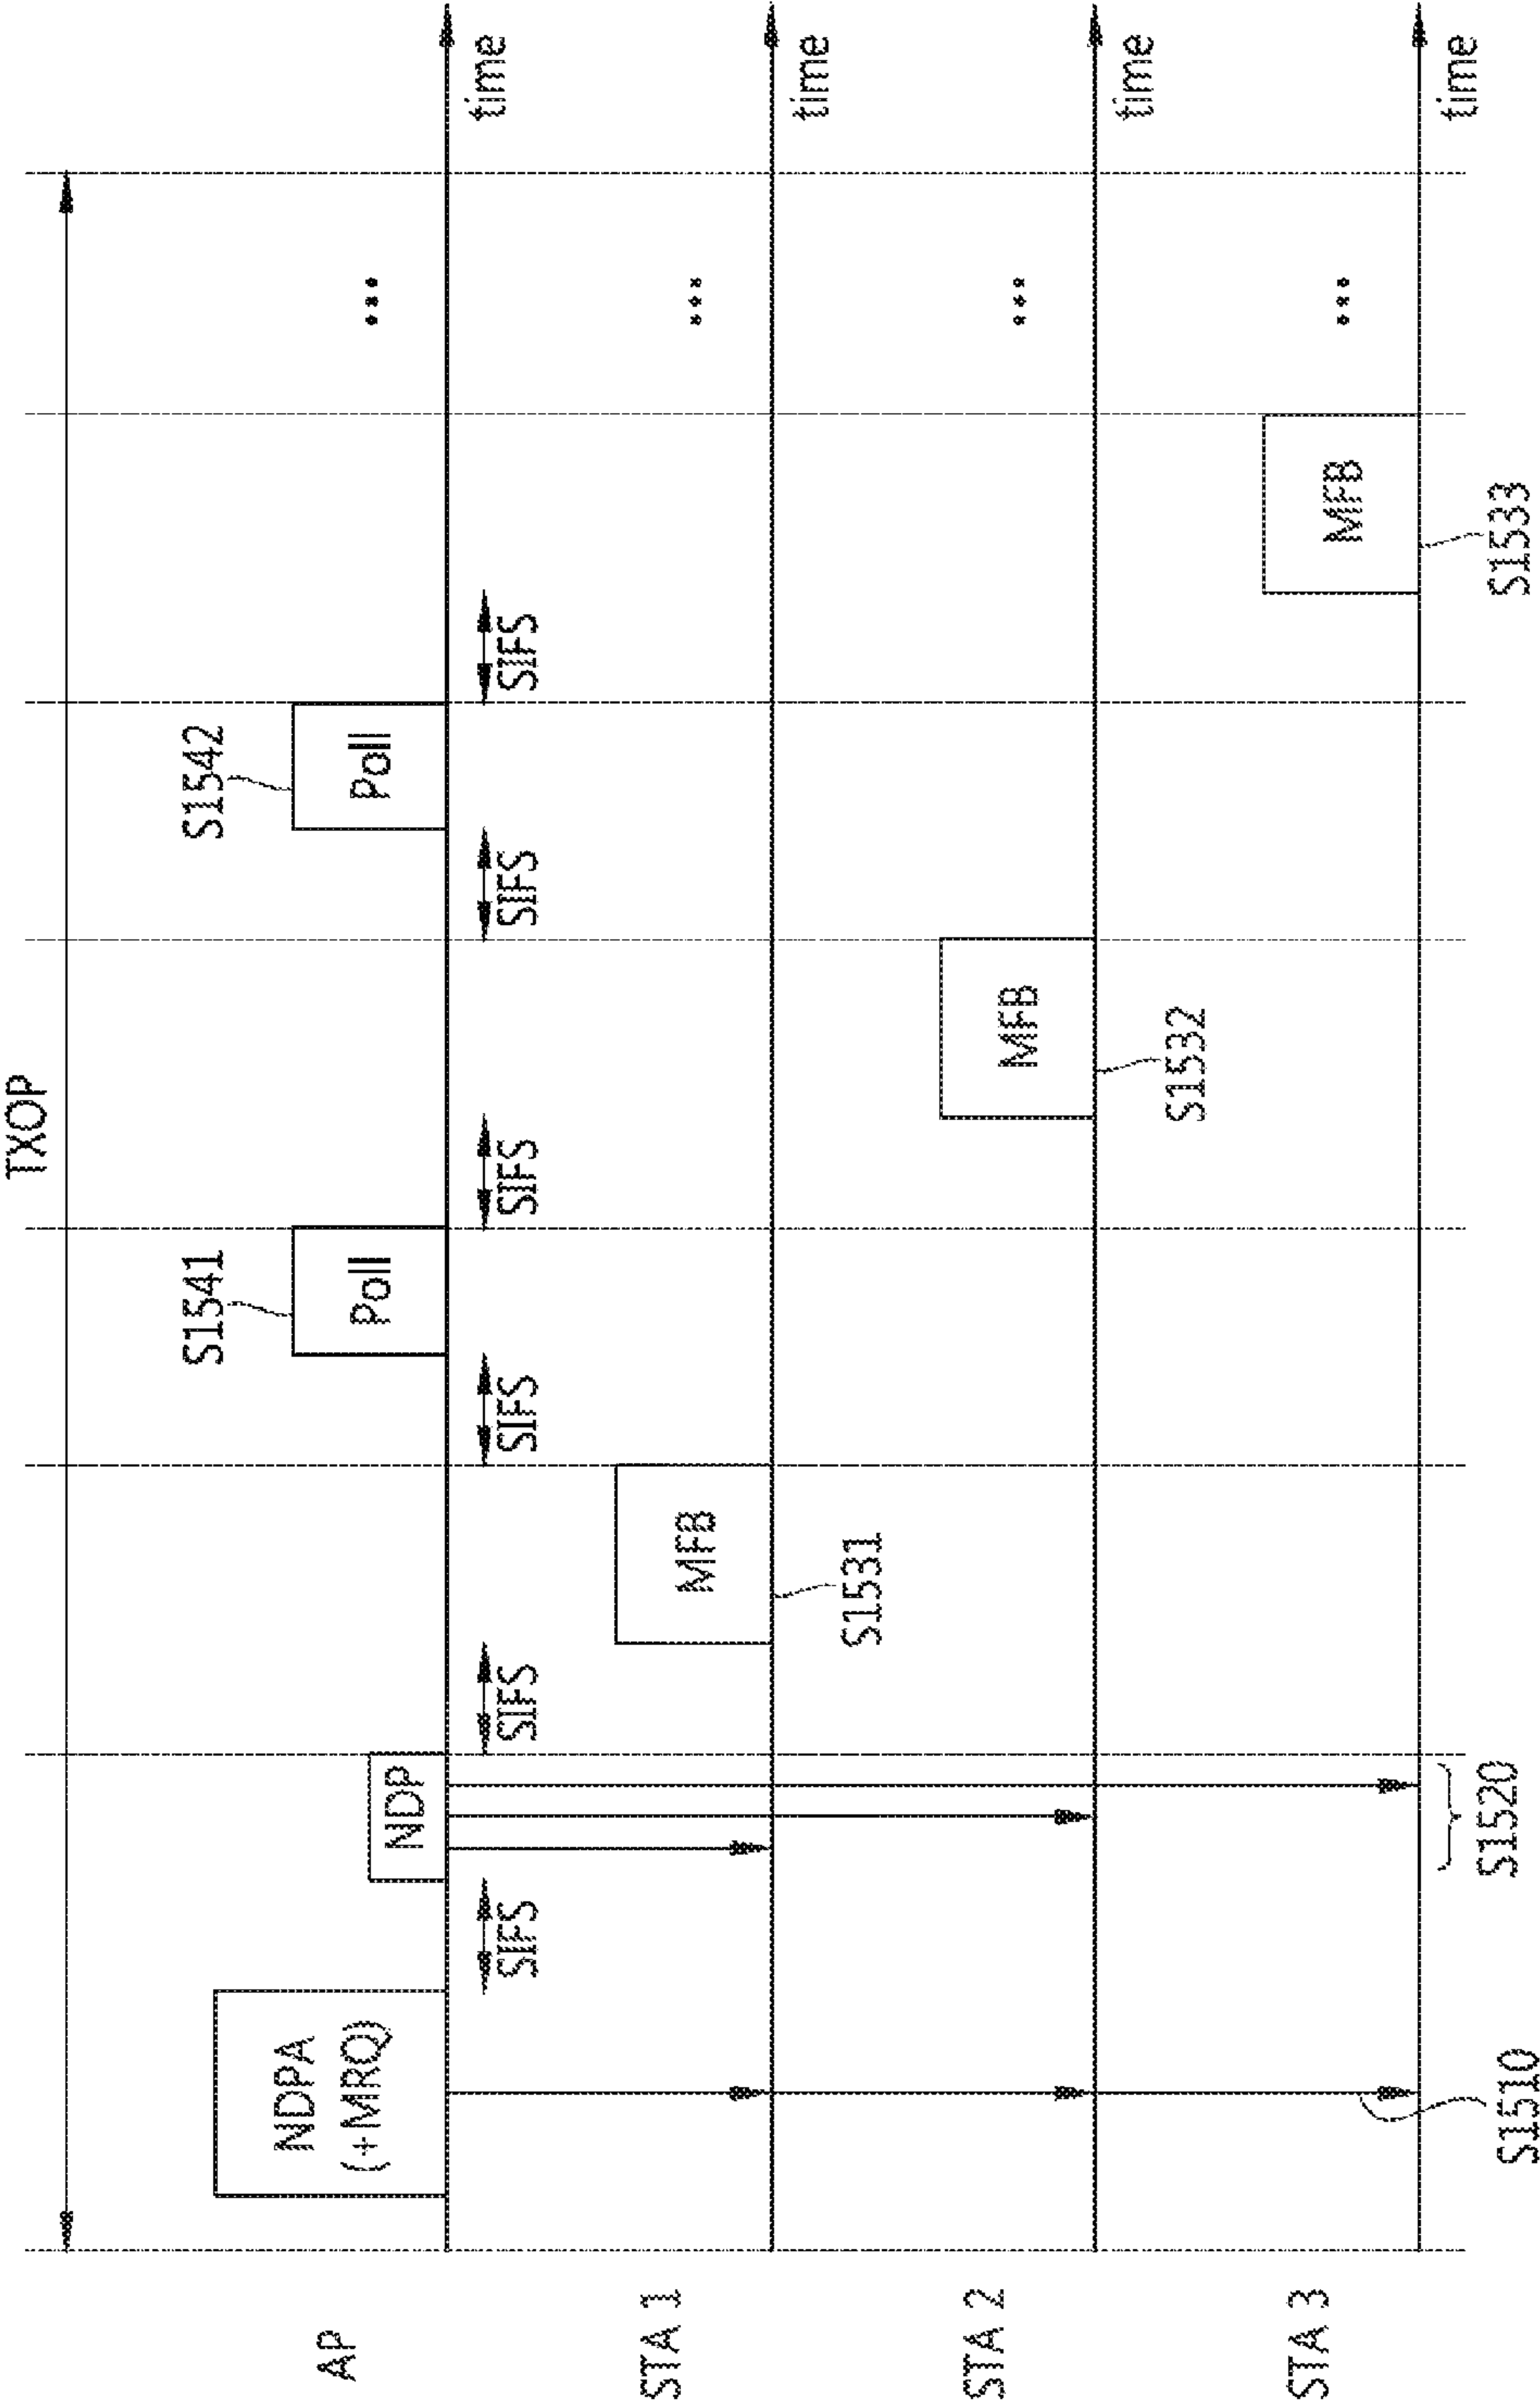 TXOP
AP
NDPA
(+MRQ)
SIFS
NDP
SIFS
SIFS
S1541
Poll
SIFS
SIFS
S1542
Poll
SIFS
...
time
STA 1
MFB
S1531
...
time
STA 2
MFB
S1532
...
time
STA 3
S1510
S1520
MFB
S1533
...
time